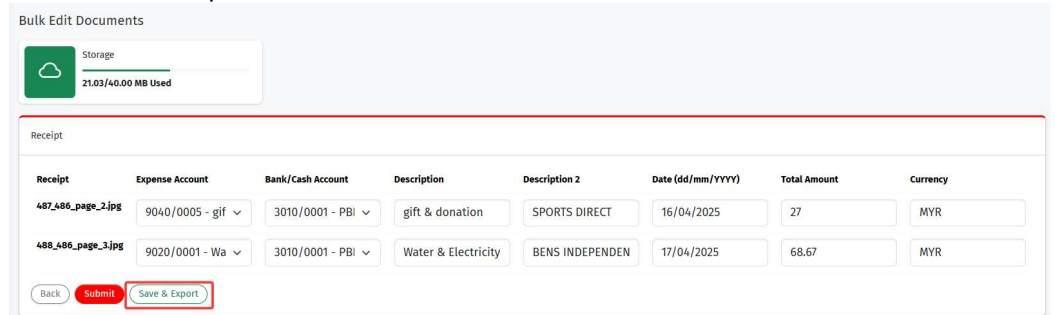 Bulk Edit Documents
Storage
21.03/40.00 MB Used
Receipt
Receipt Expense Account Bank/Cash Account Description Description 2 Date (dd/mm/YYYY) Total Amount Currency
487_486_page_2.jpg 9040/0005 - gif 3010/0001 - PBI gift & donation SPORTS DIRECT 16/04/2025 27 MYR
488_486_page_3.jpg 9020/0001 - Wa 3010/0001 - PBI Water & Electricity BENS INDEPENDEN 17/04/2025 68.67 MYR
Back Submit Save & Export